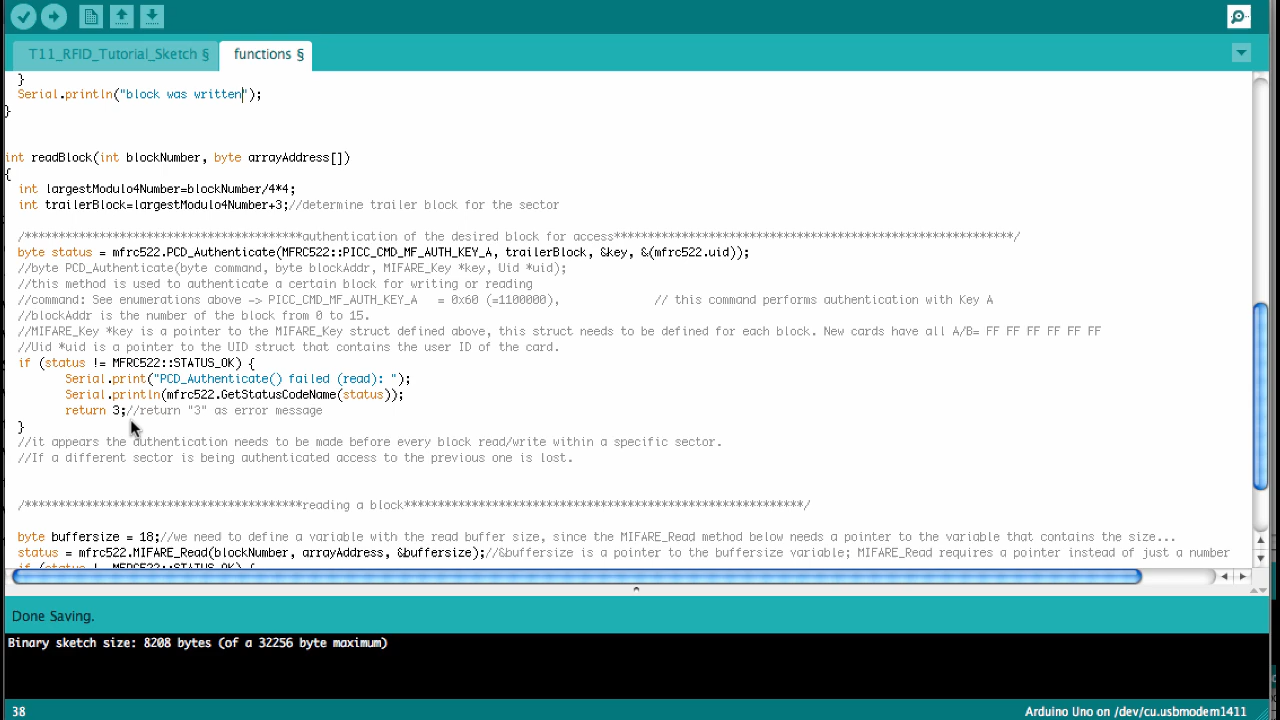 T11_RFID_Tutorial_Sketch §
functions §
}
Serial.println("block was written");
}
int readBlock(int blockNumber, byte arrayAddress[])
{
int largestModulo4Number=blockNumber/4*4;
int trailerBlock=largestModulo4Number+3;//determine trailer block for the sector
/*****************************************authentication of the desired block for access***********************************************************/
byte status = mfrc522.PCD_Authenticate(MFRC522::PICC_CMD_MF_AUTH_KEY_A, trailerBlock, &key, &(mfrc522.uid));
//byte PCD_Authenticate(byte command, byte blockAddr, MIFARE_Key *key, Uid *uid);
//this method is used to authenticate a certain block for writing or reading
//command: See enumerations above -> PICC_CMD_MF_AUTH_KEY_A   = 0x60 (=1100000),              // this command performs authentication with Key A
//blockAddr is the number of the block from 0 to 15.
//MIFARE_Key *key is a pointer to the MIFARE_Key struct defined above, this struct needs to be defined for each block. New cards have all A/B= FF FF FF FF FF FF
//Uid *uid is a pointer to the UID struct that contains the user ID of the card.
if (status != MFRC522::STATUS_OK) {
Serial.print("PCD_Authenticate() failed (read): ");
Serial.println(mfrc522.GetStatusCodeName(status));
return 3;//return "3" as error message
}
//it appears the authentication needs to be made before every block read/write within a specific sector.
//If a different sector is being authenticated access to the previous one is lost.
/*****************************************reading a block***********************************************************/
byte buffersize = 18;//we need to define a variable with the read buffer size, since the MIFARE_Read method below needs a pointer to the variable that contains the size...
status = mfrc522.MIFARE_Read(blockNumber, arrayAddress, &buffersize);//&buffersize is a pointer to the buffersize variable; MIFARE_Read requires a pointer instead of just a number
if (status != MFRC522::STATUS_OK) {
Done Saving.
Binary sketch size: 8208 bytes (of a 32256 byte maximum)
38
Arduino Uno on /dev/cu.usbmodem1411